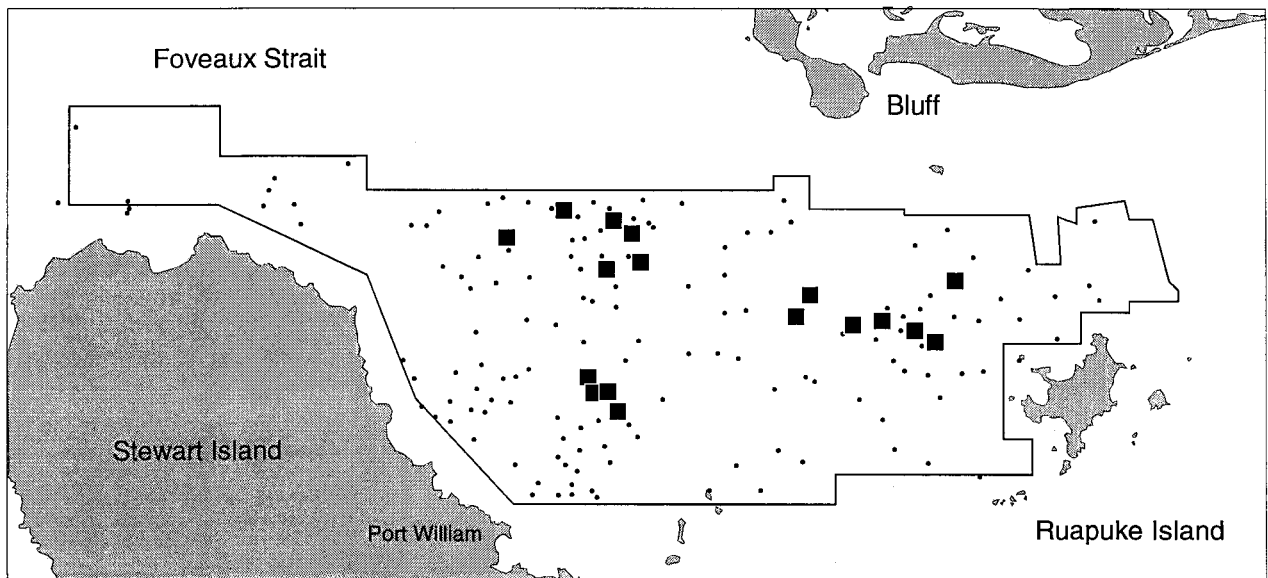 Foveaux Strait
Bluff
Stewart Island
Port William
Ruapuke Island